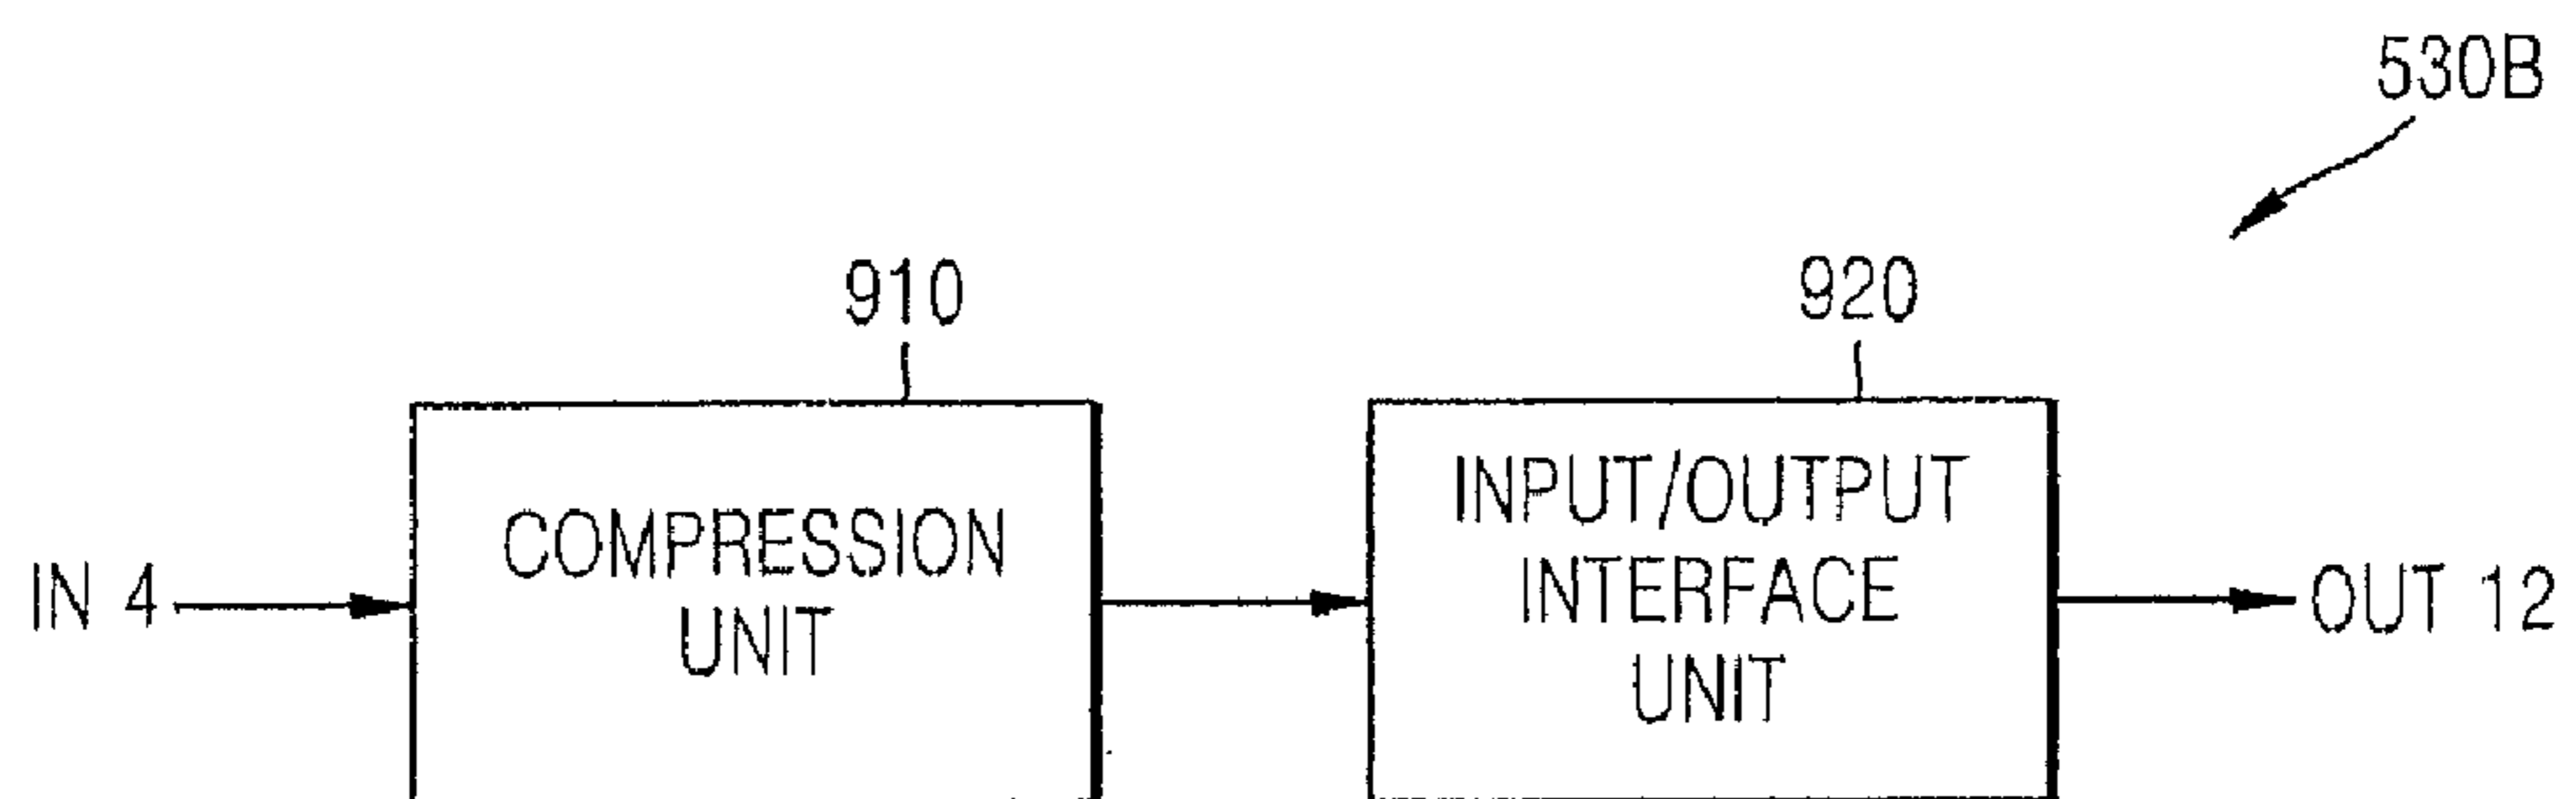 530B
910
920
IN 4
COMPRESSION
UNIT
INPUT/OUTPUT
INTERFACE
UNIT
OUT 12